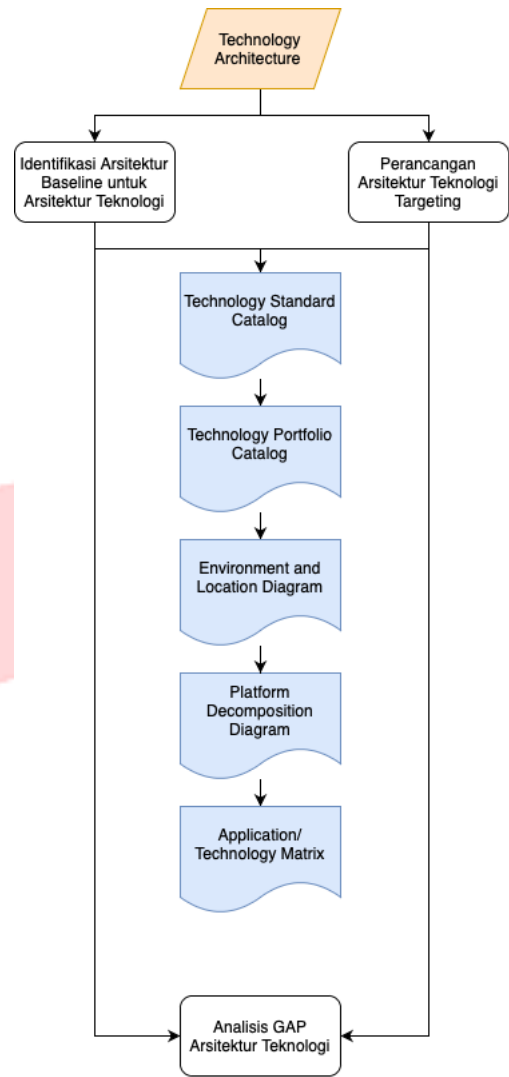 Technology
Architecture
Identifikasi Arsitektur
Baseline untuk
Arsitektur Teknologi
Perancangan
Arsitektur Teknologi
Targeting
Technology Standard
Catalog
Technology Portfolio
Catalog
Environment and
Location Diagram
Platform
Decomposition
Diagram
Application/
Technology Matrix
Analisis GAP
Arsitektur Teknologi